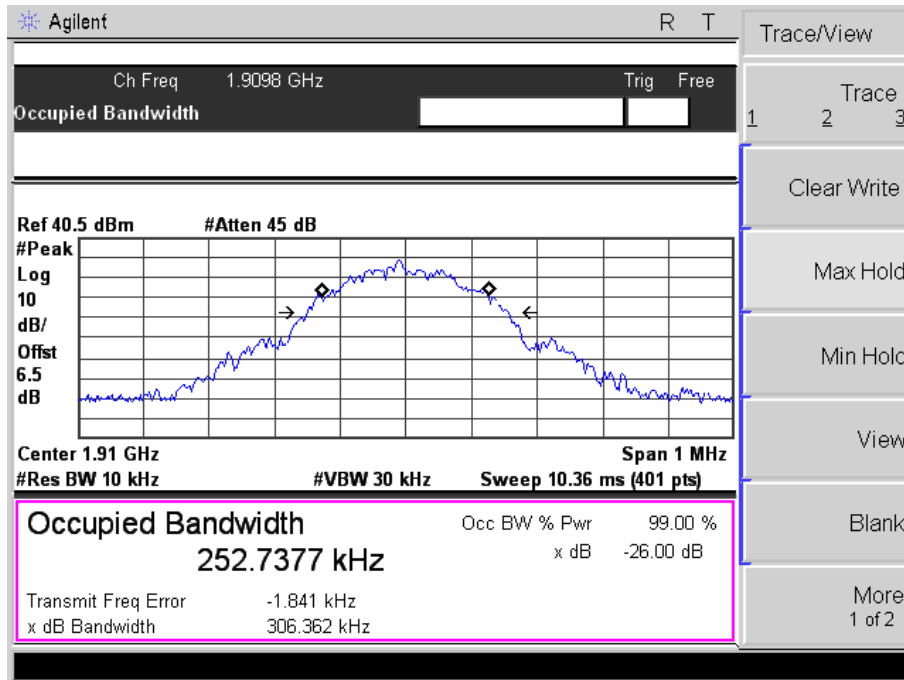 Agilent R T
Trace/View
Ch Freq 1.9098 GHz Trig Free
Occupied Bandwidth
Trace
1 2 3
Clear Write
Ref 40.5 dBm #Atten 45 dB
#Peak
Log
10
dB/
Offst
6.5
dB
Max Hold
Min Hold
Center 1.91 GHz Span 1 MHz
#Res BW 10 kHz #VBW 30 kHz Sweep 10.36 ms (401 pts)
View
Occupied Bandwidth
252.7377 kHz
Occ BW % Pwr 99.00 %
x dB -26.00 dB
Transmit Freq Error -1.841 kHz
x dB Bandwidth 306.362 kHz
Blank
More
1 of 2